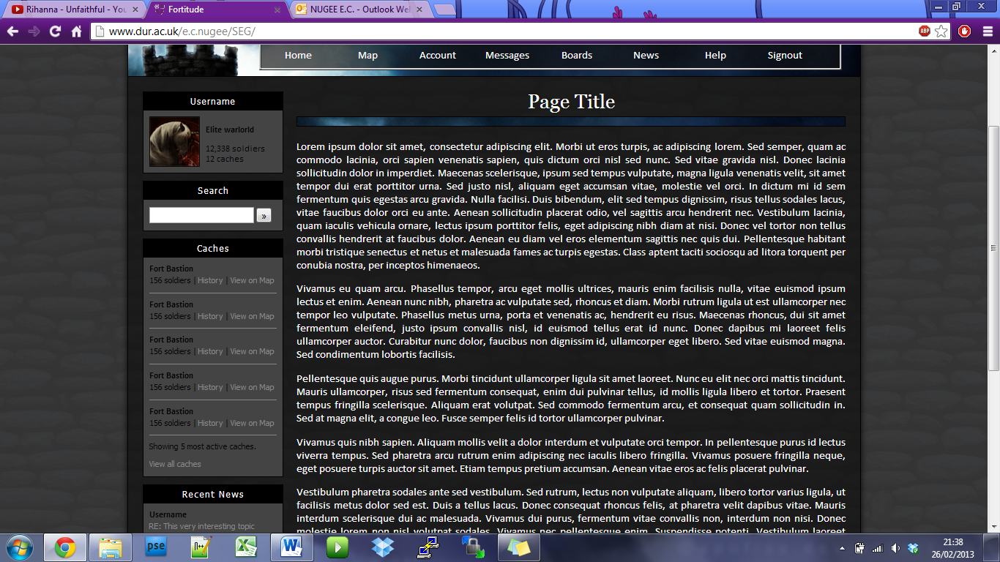 Rihanna - Unfaithful - You
Fortitude
NUGEE E.C. - Outlook Wel
www.dur.ac.uk/e.c.nugee/SEG/
ABP
Home Map Account Messages Boards News Help Signout
Username
Elite warlorld
12,338 soldiers
12 caches
Search
»
Caches
Fort Bastion
156 soldiers | History | View on Map
Fort Bastion
156 soldiers | History | View on Map
Fort Bastion
156 soldiers | History | View on Map
Fort Bastion
156 soldiers | History | View on Map
Fort Bastion
156 soldiers | History | View on Map
Showing 5 most active caches.
View all caches
Recent News
Username
RE: This very interesting topic
Page Title
Lorem ipsum dolor sit amet, consectetur adipiscing elit. Morbi ut eros turpis, ac adipiscing lorem. Sed semper, quam ac
commodo lacinia, orci sapien venenatis sapien, quis dictum orci nisl sed nunc. Sed vitae gravida nisl. Donec lacinia
sollicitudin dolor in imperdiet. Maecenas scelerisque, ipsum sed tempus vulputate, magna ligula venenatis velit, sit amet
tempor dui erat porttitor urna. Sed justo nisl, aliquam eget accumsan vitae, molestie vel orci. In dictum mi id sem
fermentum quis egestas arcu gravida. Nulla facilisi. Duis bibendum, elit sed tempus dignissim, risus tellus sodales lacus,
vitae faucibus dolor orci eu ante. Aenean sollicitudin placerat odio, vel sagittis arcu hendrerit nec. Vestibulum lacinia,
quam iaculis vehicula ornare, lectus ipsum porttitor felis, eget adipiscing nibh diam at nisi. Donec vel tortor non tellus
convallis hendrerit at faucibus dolor. Aenean eu diam vel eros elementum sagittis nec quis dui. Pellentesque habitant
morbi tristique senectus et netus et malesuada fames ac turpis egestas. Class aptent taciti sociosqu ad litora torquent per
conubia nostra, per inceptos himenaeos.
Vivamus eu quam arcu. Phasellus tempor, arcu eget mollis ultrices, mauris enim facilisis nulla, vitae euismod ipsum
lectus et enim. Aenean nunc nibh, pharetra ac vulputate sed, rhoncus et diam. Morbi rutrum ligula ut est ullamcorper nec
tempor leo vulputate. Phasellus metus urna, porta et venenatis ac, hendrerit eu risus. Maecenas rhoncus, dui sit amet
fermentum eleifend, justo ipsum convallis nisl, id euismod tellus erat id nunc. Donec dapibus mi laoreet felis
ullamcorper auctor. Curabitur nunc dolor, faucibus non dignissim id, ullamcorper eget libero. Sed vitae euismod magna.
Sed condimentum lobortis facilisis.
Pellentesque quis augue purus. Morbi tincidunt ullamcorper ligula sit amet laoreet. Nunc eu elit nec orci mattis tincidunt.
Mauris ullamcorper, risus sed fermentum consequat, enim dui pulvinar tellus, id mollis ligula libero et tortor. Praesent
tempus fringilla scelerisque. Aliquam erat volutpat. Sed commodo fermentum arcu, et consequat quam sollicitudin in.
Sed at magna elit, a congue leo. Fusce semper felis id tortor ullamcorper pulvinar.
Vivamus quis nibh sapien. Aliquam mollis velit a dolor interdum et vulputate orci tempor. In pellentesque purus id lectus
viverra tempus. Sed pharetra arcu rutrum enim adipiscing nec iaculis libero fringilla. Vivamus posuere fringilla neque,
eget posuere turpis auctor sit amet. Etiam tempus pretium accumsan. Aenean vitae eros ac felis placerat pulvinar.
Vestibulum pharetra sodales ante sed vestibulum. Sed rutrum, lectus non vulputate aliquam, libero tortor varius ligula, ut
facilisis metus dolor sed est. Duis a tellus lacus. Donec consequat rhoncus felis, at pharetra velit dapibus vitae. Mauris
interdum scelerisque dui ac malesuada. Vivamus dui purus, fermentum vitae convallis non, interdum non nisi. Donec
molestie lorem non nisl volutpat sodales. Vivamus nec pellentesque enim. Suspendisse potenti. Vestibulum laoreet
pse
21:38
26/02/2013